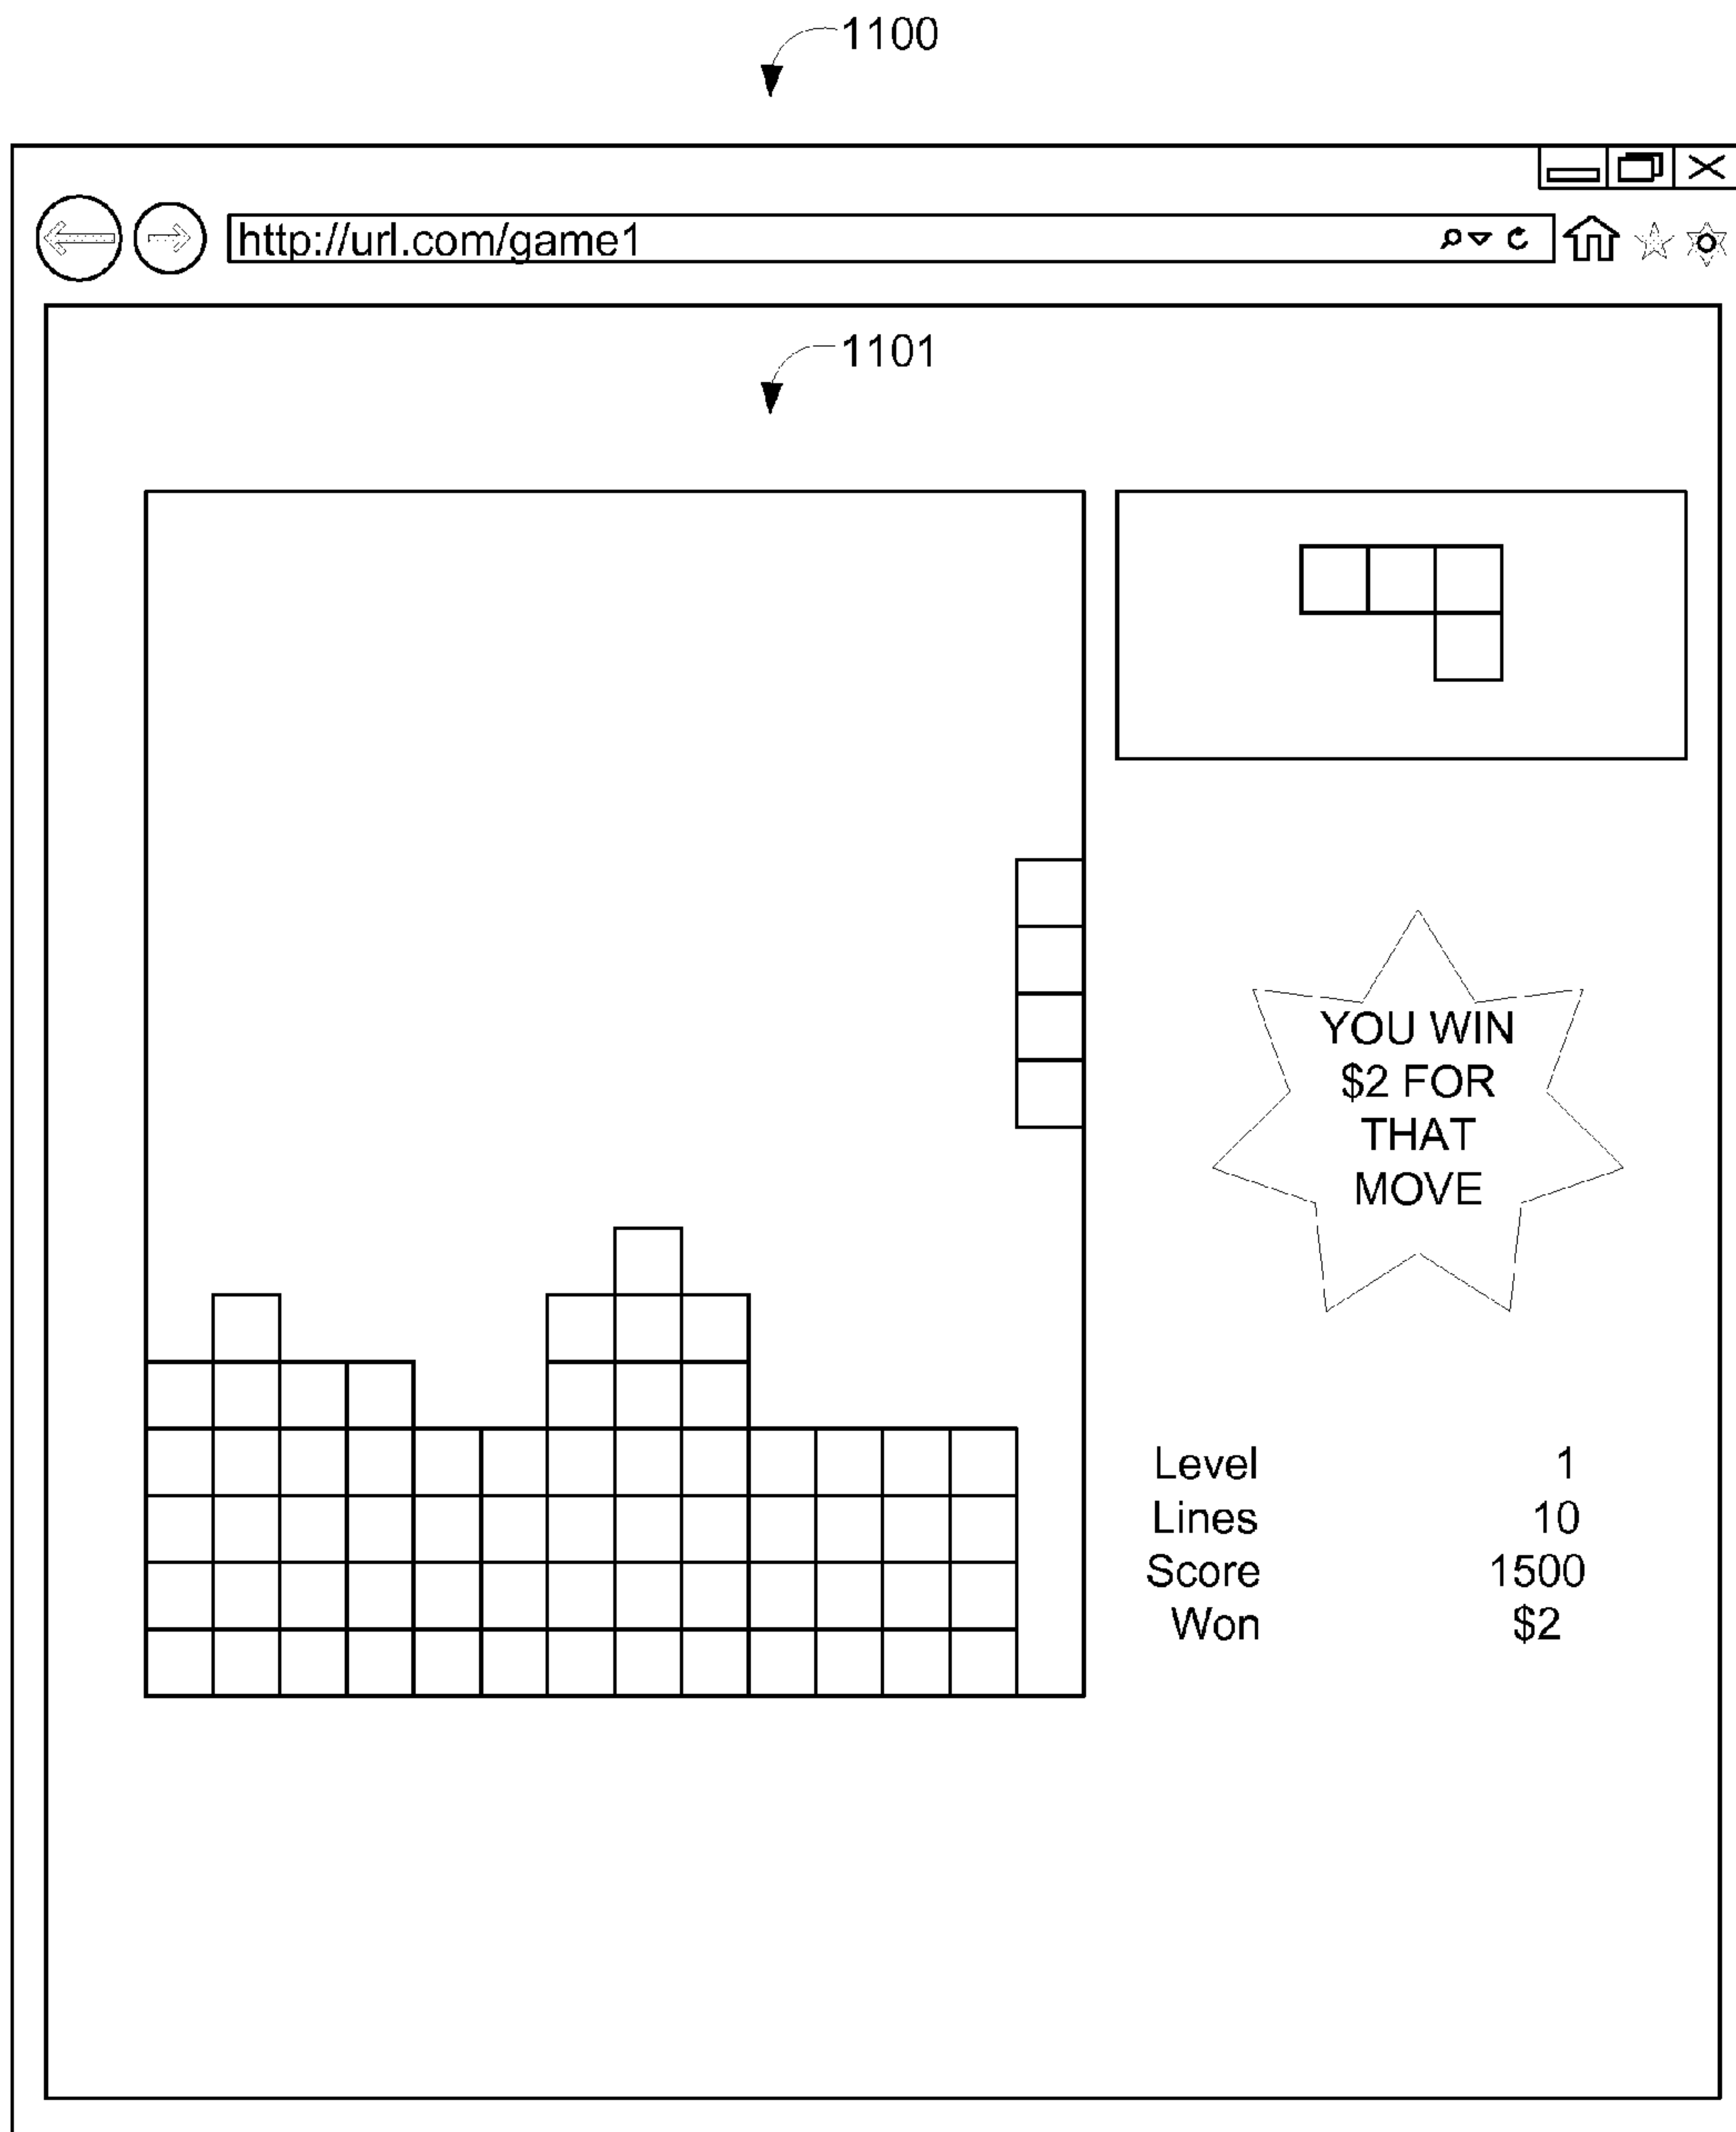 1100
http://url.com/game1
1101
YOU WIN
$2 FOR
THAT
MOVE
Level 1
Lines 10
Score 1500
Won $2